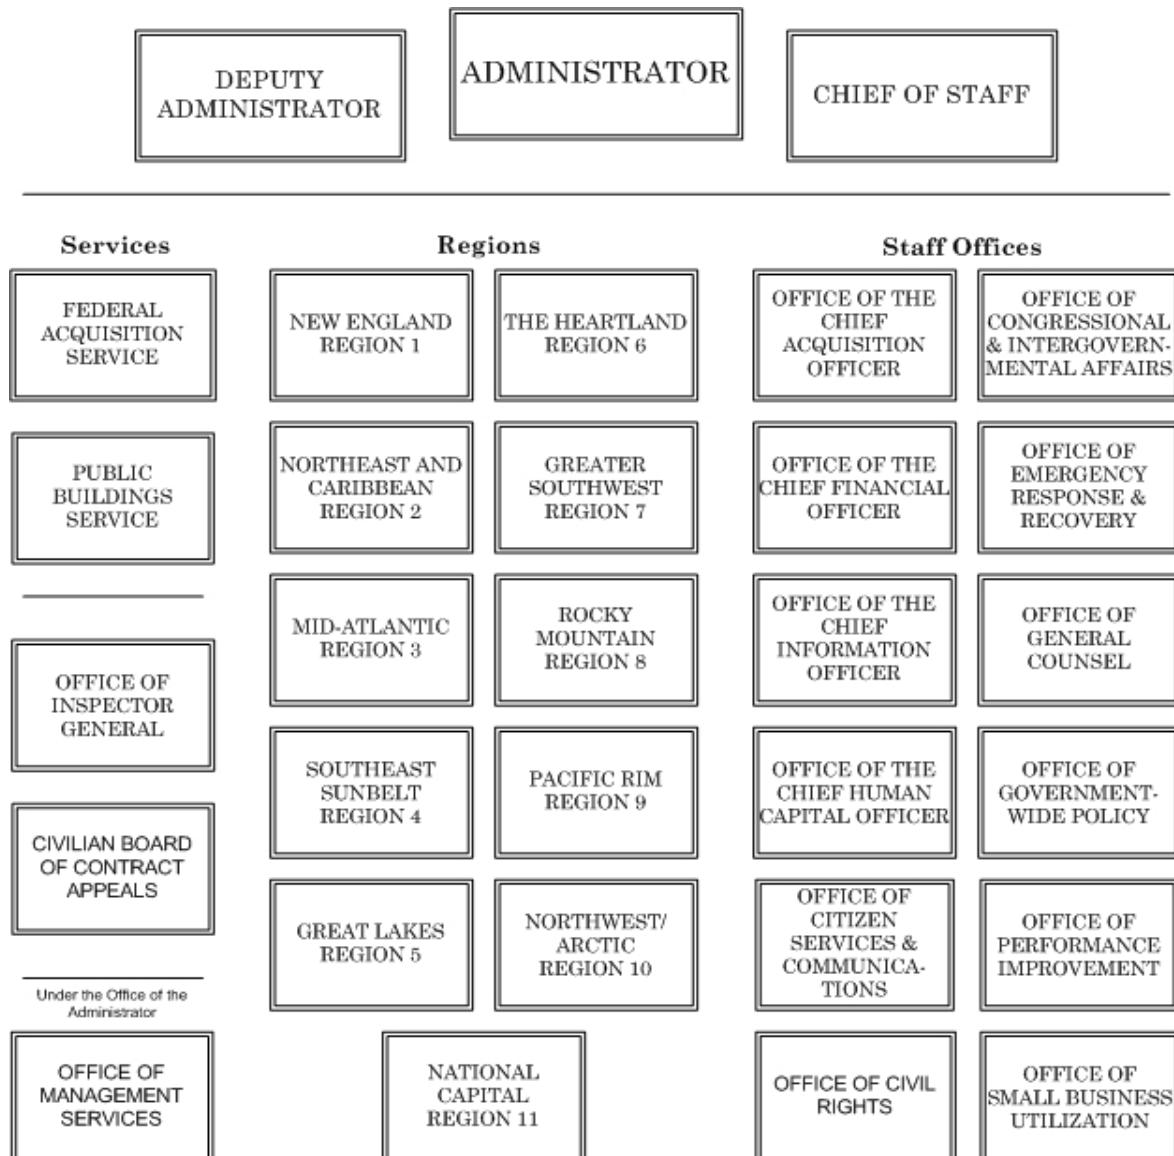 DEPUTY
ADMINISTRATOR
ADMINISTRATOR
CHIEF OF STAFF
Services
FEDERAL
ACQUISITION
SERVICE
PUBLIC
BUILDINGS
SERVICE
OFFICE OF
INSPECTOR
GENERAL
CIVILIAN BOARD
OF CONTRACT
APPEALS
Under the Office of the
Administrator
OFFICE OF
MANAGEMENT
SERVICES
Regions
NEW ENGLAND
REGION 1
THE HEARTLAND
REGION 6
NORTHEAST AND
CARIBBEAN
REGION 2
GREATER
SOUTHWEST
REGION 7
MID-ATLANTIC
REGION 3
ROCKY
MOUNTAIN
REGION 8
SOUTHEAST
SUNBELT
REGION 4
PACIFIC RIM
REGION 9
GREAT LAKES
REGION 5
NORTHWEST/
ARCTIC
REGION 10
NATIONAL
CAPITAL
REGION 11
Staff Offices
OFFICE OF THE
CHIEF
ACQUISITION
OFFICER
OFFICE OF
CONGRESSIONAL
& INTERGOVERN-
MENTAL AFFAIRS
OFFICE OF THE
CHIEF FINANCIAL
OFFICER
OFFICE OF
EMERGENCY
RESPONSE &
RECOVERY
OFFICE OF THE
CHIEF
INFORMATION
OFFICER
OFFICE OF
GENERAL
COUNSEL
OFFICE OF THE
CHIEF HUMAN
CAPITAL OFFICER
OFFICE OF
GOVERNMENT-
WIDE POLICY
OFFICE OF
CITIZEN
SERVICES &
COMMUNICA-
TIONS
OFFICE OF
PERFORMANCE
IMPROVEMENT
OFFICE OF CIVIL
RIGHTS
OFFICE OF
SMALL BUSINESS
UTILIZATION